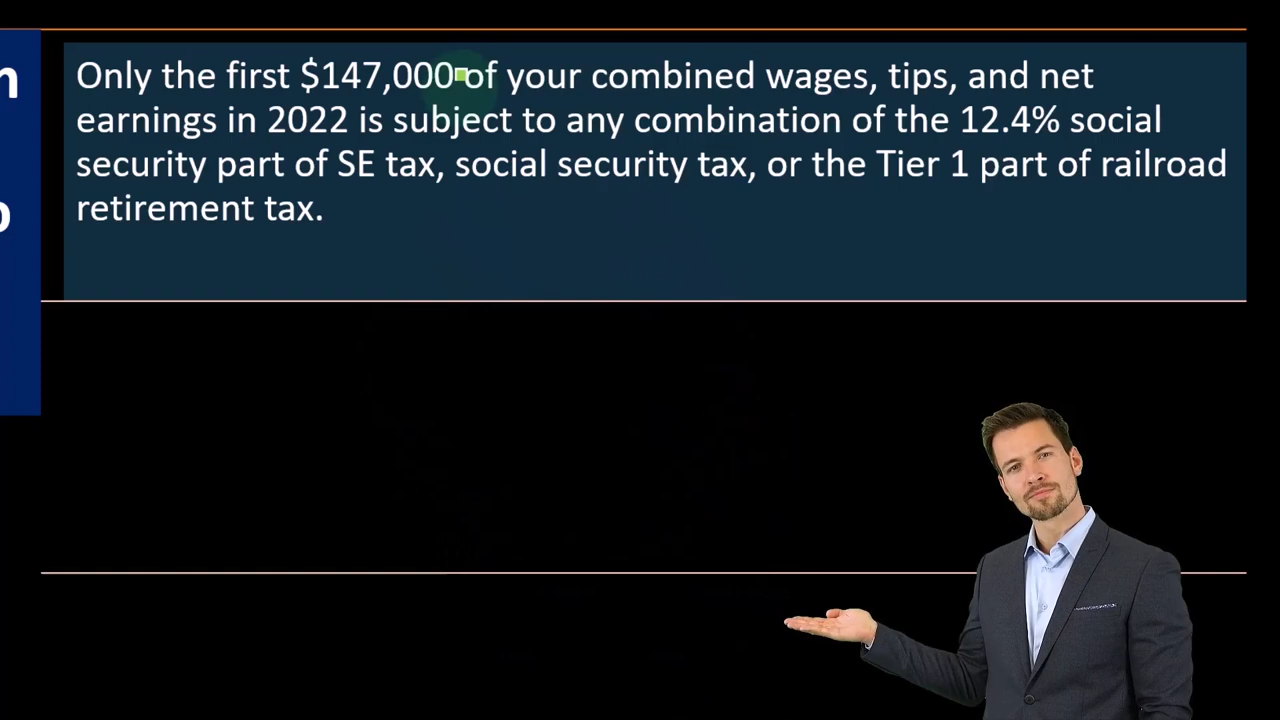 Only the first $147,000 of your combined wages, tips, and net
earnings in 2022 is subject to any combination of the 12.4% social
security part of SE tax, social security tax, or the Tier 1 part of railroad
retirement tax.